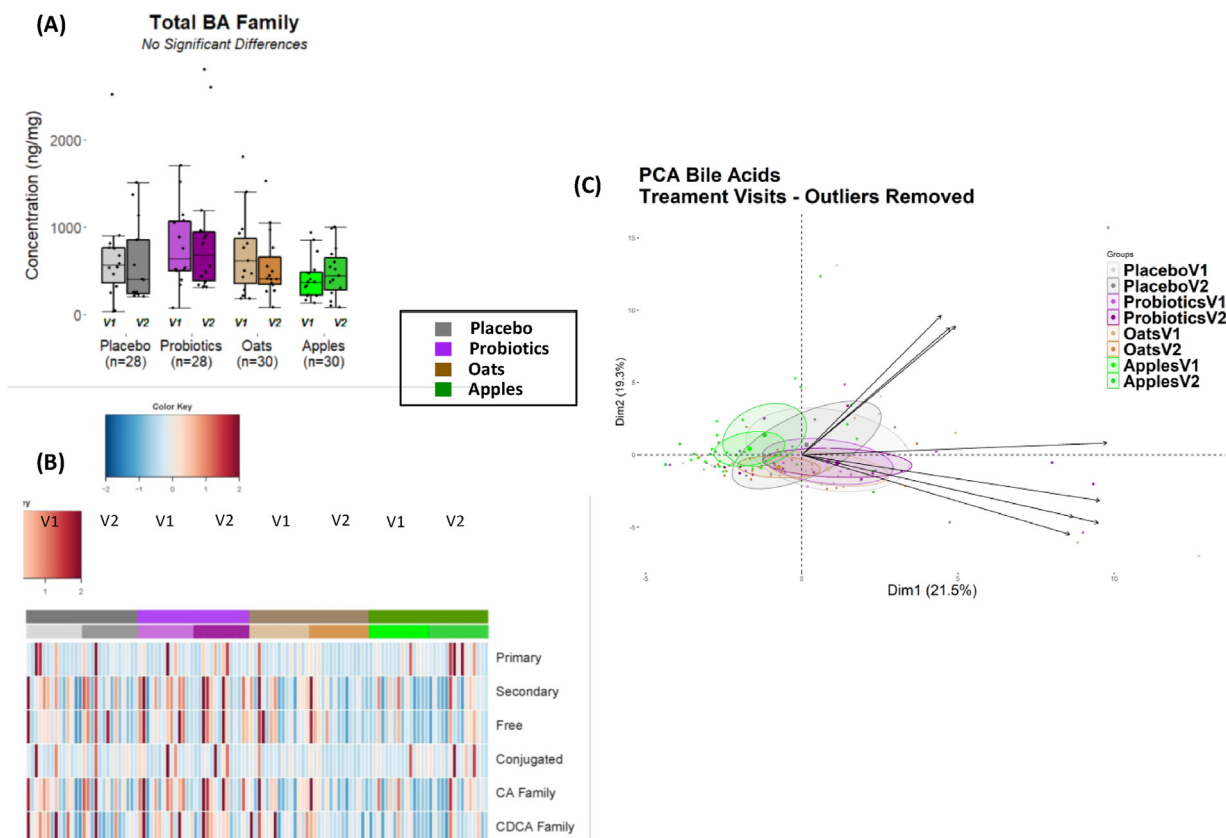 (A)
Total BA Family
No Significant Differences
Concentration (ng/mg)
2000
1000
0
V1 V2 V1 V2 V1 V2 V1 V2
Placebo Probiotics Oats Apples
(n=28) (n=28) (n=30) (n=30)
Placebo
Probiotics
Oats
Apples
Color Key
-2 -1 0 1 2
(B)
ey
V1 V2 V1 V2 V1 V2 V1 V2
1 2
Primary
Secondary
Free
Conjugated
CA Family
CDCA Family
(C)
PCA Bile Acids
Treament Visits - Outliers Removed
Dim2 (19.3%)
15
10
5
0
-5
-5 0 5 10
Dim1 (21.5%)
Groups
PlaceboV1
PlaceboV2
ProbioticsV1
ProbioticsV2
OatsV1
OatsV2
ApplesV1
ApplesV2